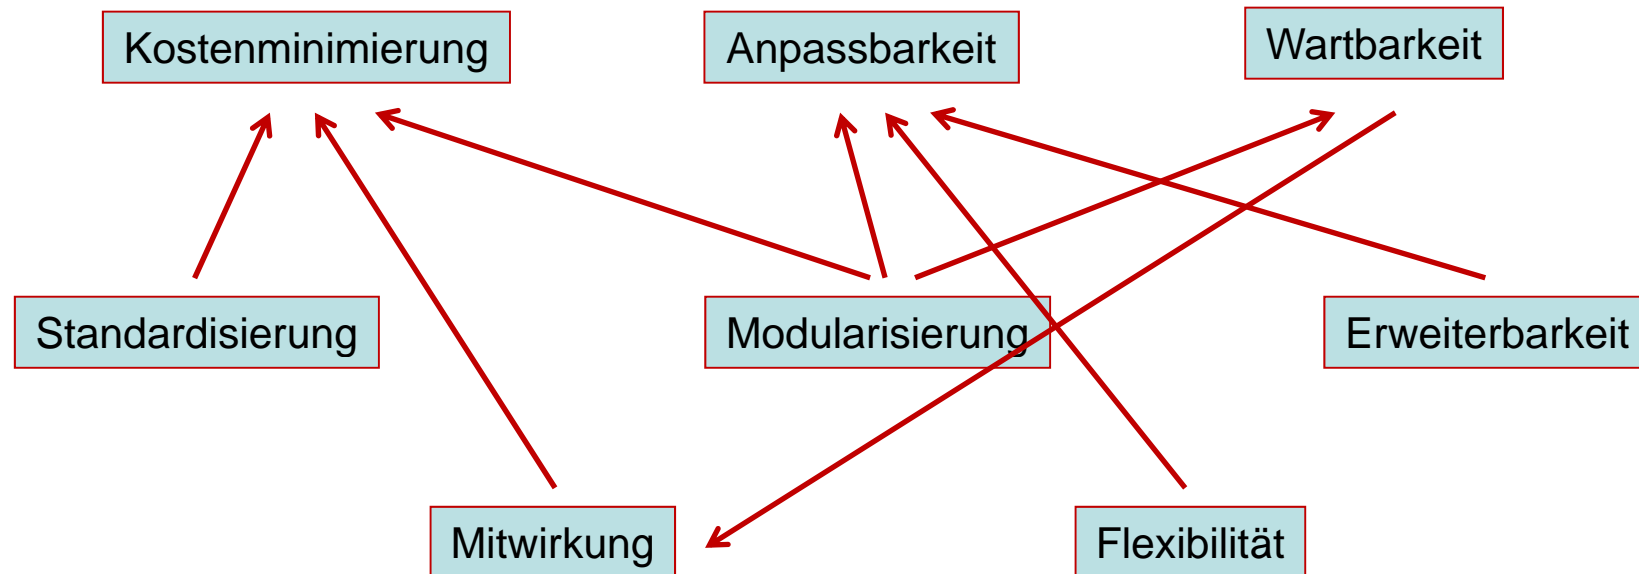 Kostenminimierung
Anpassbarkeit
Wartbarkeit
Standardisierung
Modularisierung
Erweiterbarkeit
Mitwirkung
Flexibilität